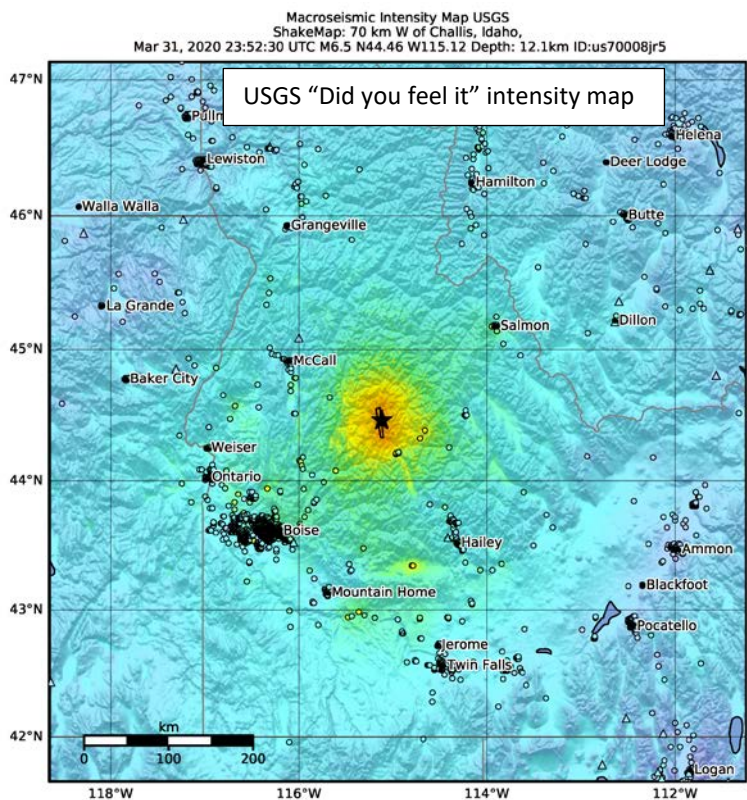 Macroseismic Intensity Map USGS
ShakeMap: 70 km W of Challis, Idaho,
Mar 31, 2020 23:52:30 UTC M6.5 N44.46 W115.12 Depth: 12.1km ID:us70008jr5
47°N
USGS “Did you feel it” intensity map
Helena
Lewiston
Deer Lodge
Hamilton
Walla Walla
46°N
Butte
Grangeville
La Grande
Salmon
Dillon
45°N
McCall
Baker City
Weiser
44°N
Ontario
Boise
Hailey
Ammon
43°N
Mountain Home
Blackfoot
Pocatello
Jerome
Twin Falls
km
0 100 200
42°N
Logan
118°W 116°W 114°W 112°W